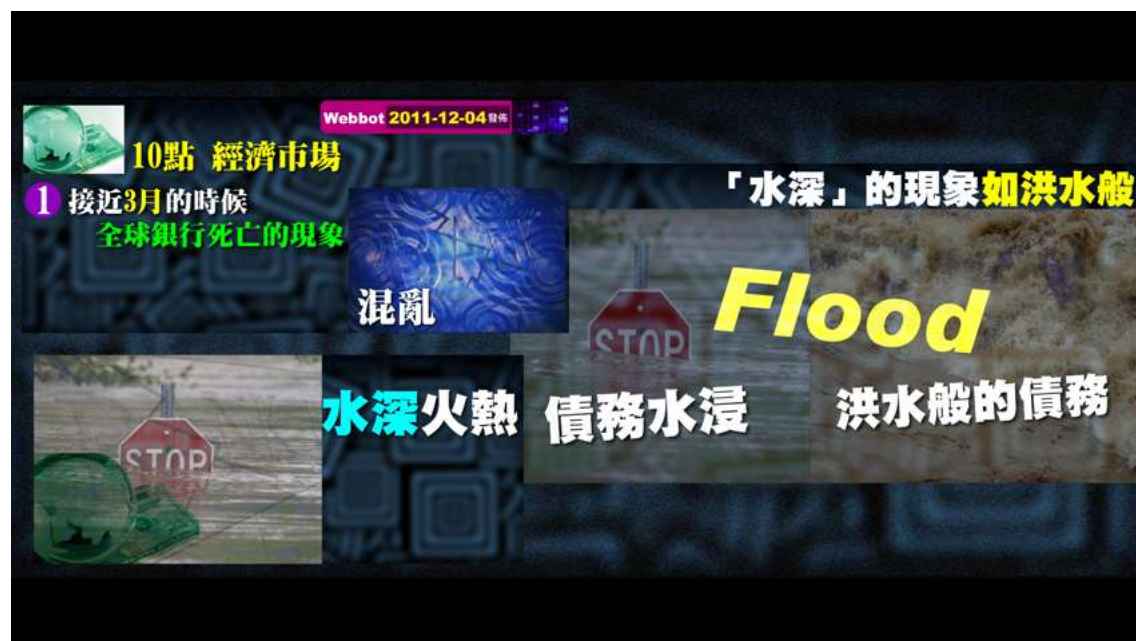 Webbot 2011-12-04發佈
10點 經濟市場
1 接近3月的時候
全球銀行死亡的現象
混亂
「水深」的現象如洪水般
STOP
Flood
STOP
水深火熱
債務水浸
洪水般的債務